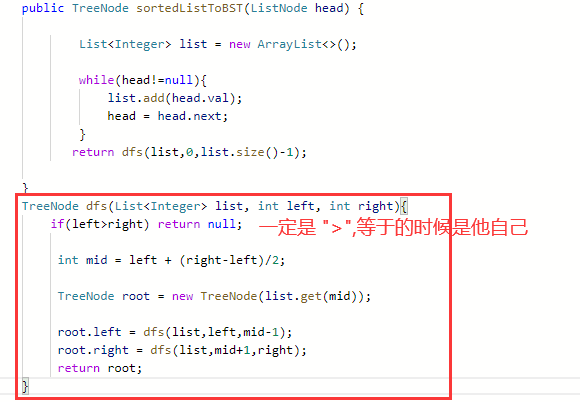 public TreeNode sortedListToBST(ListNode head) {
List<Integer> list = new ArrayList<>();
while(head!=null){
list.add(head.val);
head = head.next;
}
return dfs(list,0,list.size()-1);
}
TreeNode dfs(List<Integer> list, int left, int right){
if(left>right) return null; 一定是 ">",等于的时候是他自己
int mid = left + (right-left)/2;
TreeNode root = new TreeNode(list.get(mid));
root.left = dfs(list,left,mid-1);
root.right = dfs(list,mid+1,right);
return root;
}